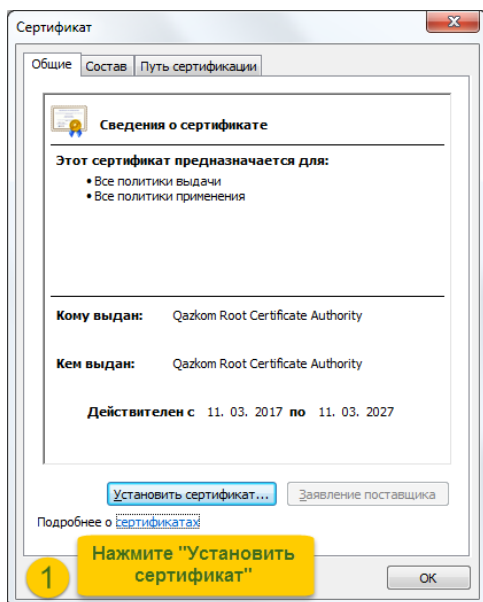 Сертификат
Общие Состав Путь сертификации
Сведения о сертификате
Этот сертификат предназначается для:
•Все политики выдачи
•Все политики применения
Кому выдан: Qazkom Root Certificate Authority
Кем выдан: Qazkom Root Certificate Authority
Действителен с 11. 03. 2017 по 11. 03. 2027
Установить сертификат... Заявление поставщика
Подробнее о сертификатах
1 Нажмите "Установить
сертификат"
ОК